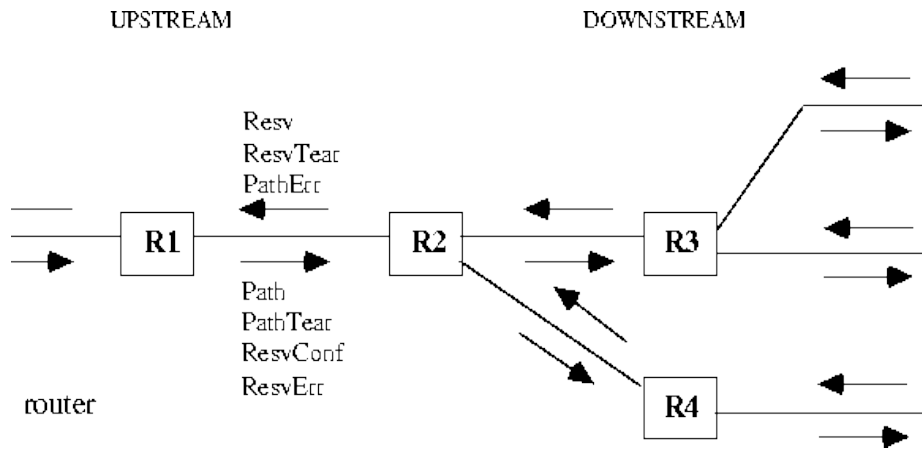 UPSTREAM
DOWNSTREAM
Resv
ResvTear
PathErr
R1
R2
R3
Path
PathTear
ResvConf
ResvErr
router
R4